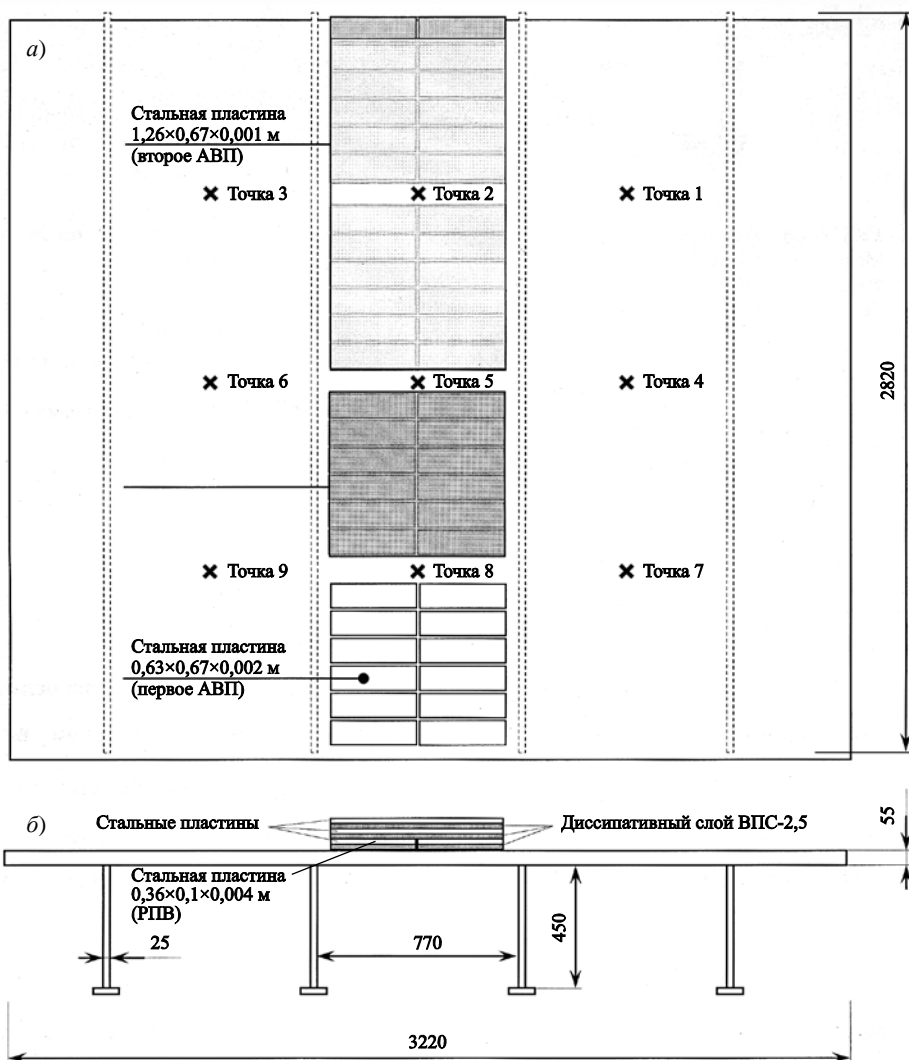 а)
Стальная пластина
1,26×0,67×0,001 м
(второе АВП)
Точка 3
Точка 2
Точка 1
Точка 6
Точка 5
Точка 4
2820
Точка 9
Точка 8
Точка 7
Стальная пластина
0,63×0,67×0,002 м
(первое АВП)
б)
Стальные пластины
Диссипативный слой ВПС-2,5
55
Стальная пластина
0,36×0,1×0,004 м
(РПВ)
25
770
450
3220